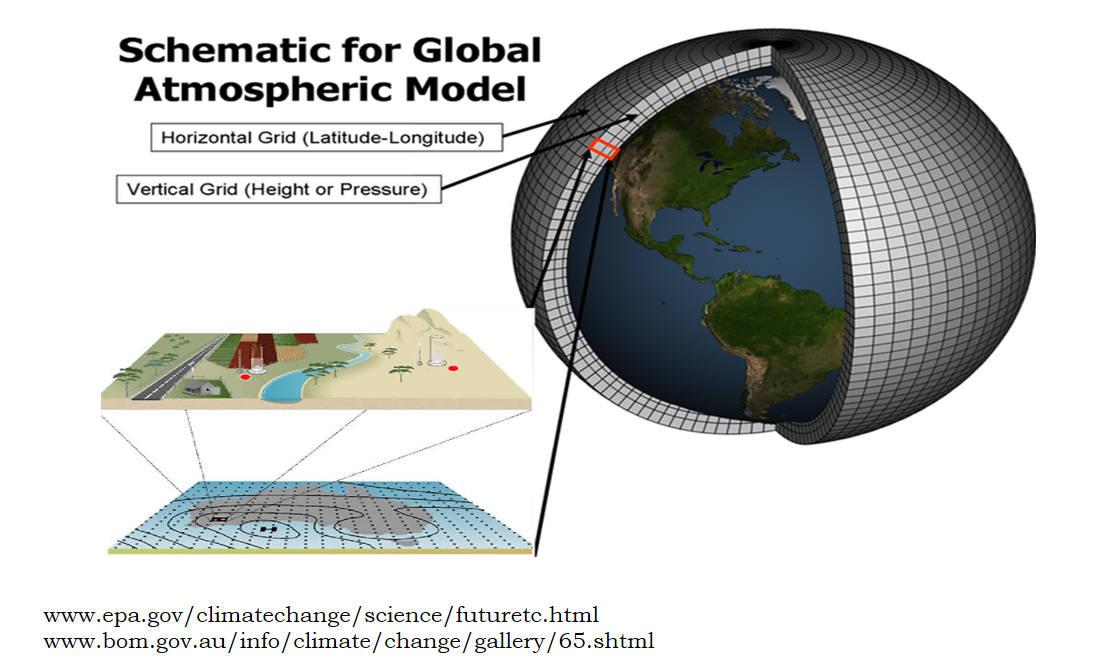 Schematic for Global
Atmospheric Model
Horizontal Grid (Latitude-Longitude)
Vertical Grid (Height or Pressure)
H
www.epa.gov/climatechange/science/futuretc.html
www.bom.gov.au/info/climate/change/gallery/65.shtml